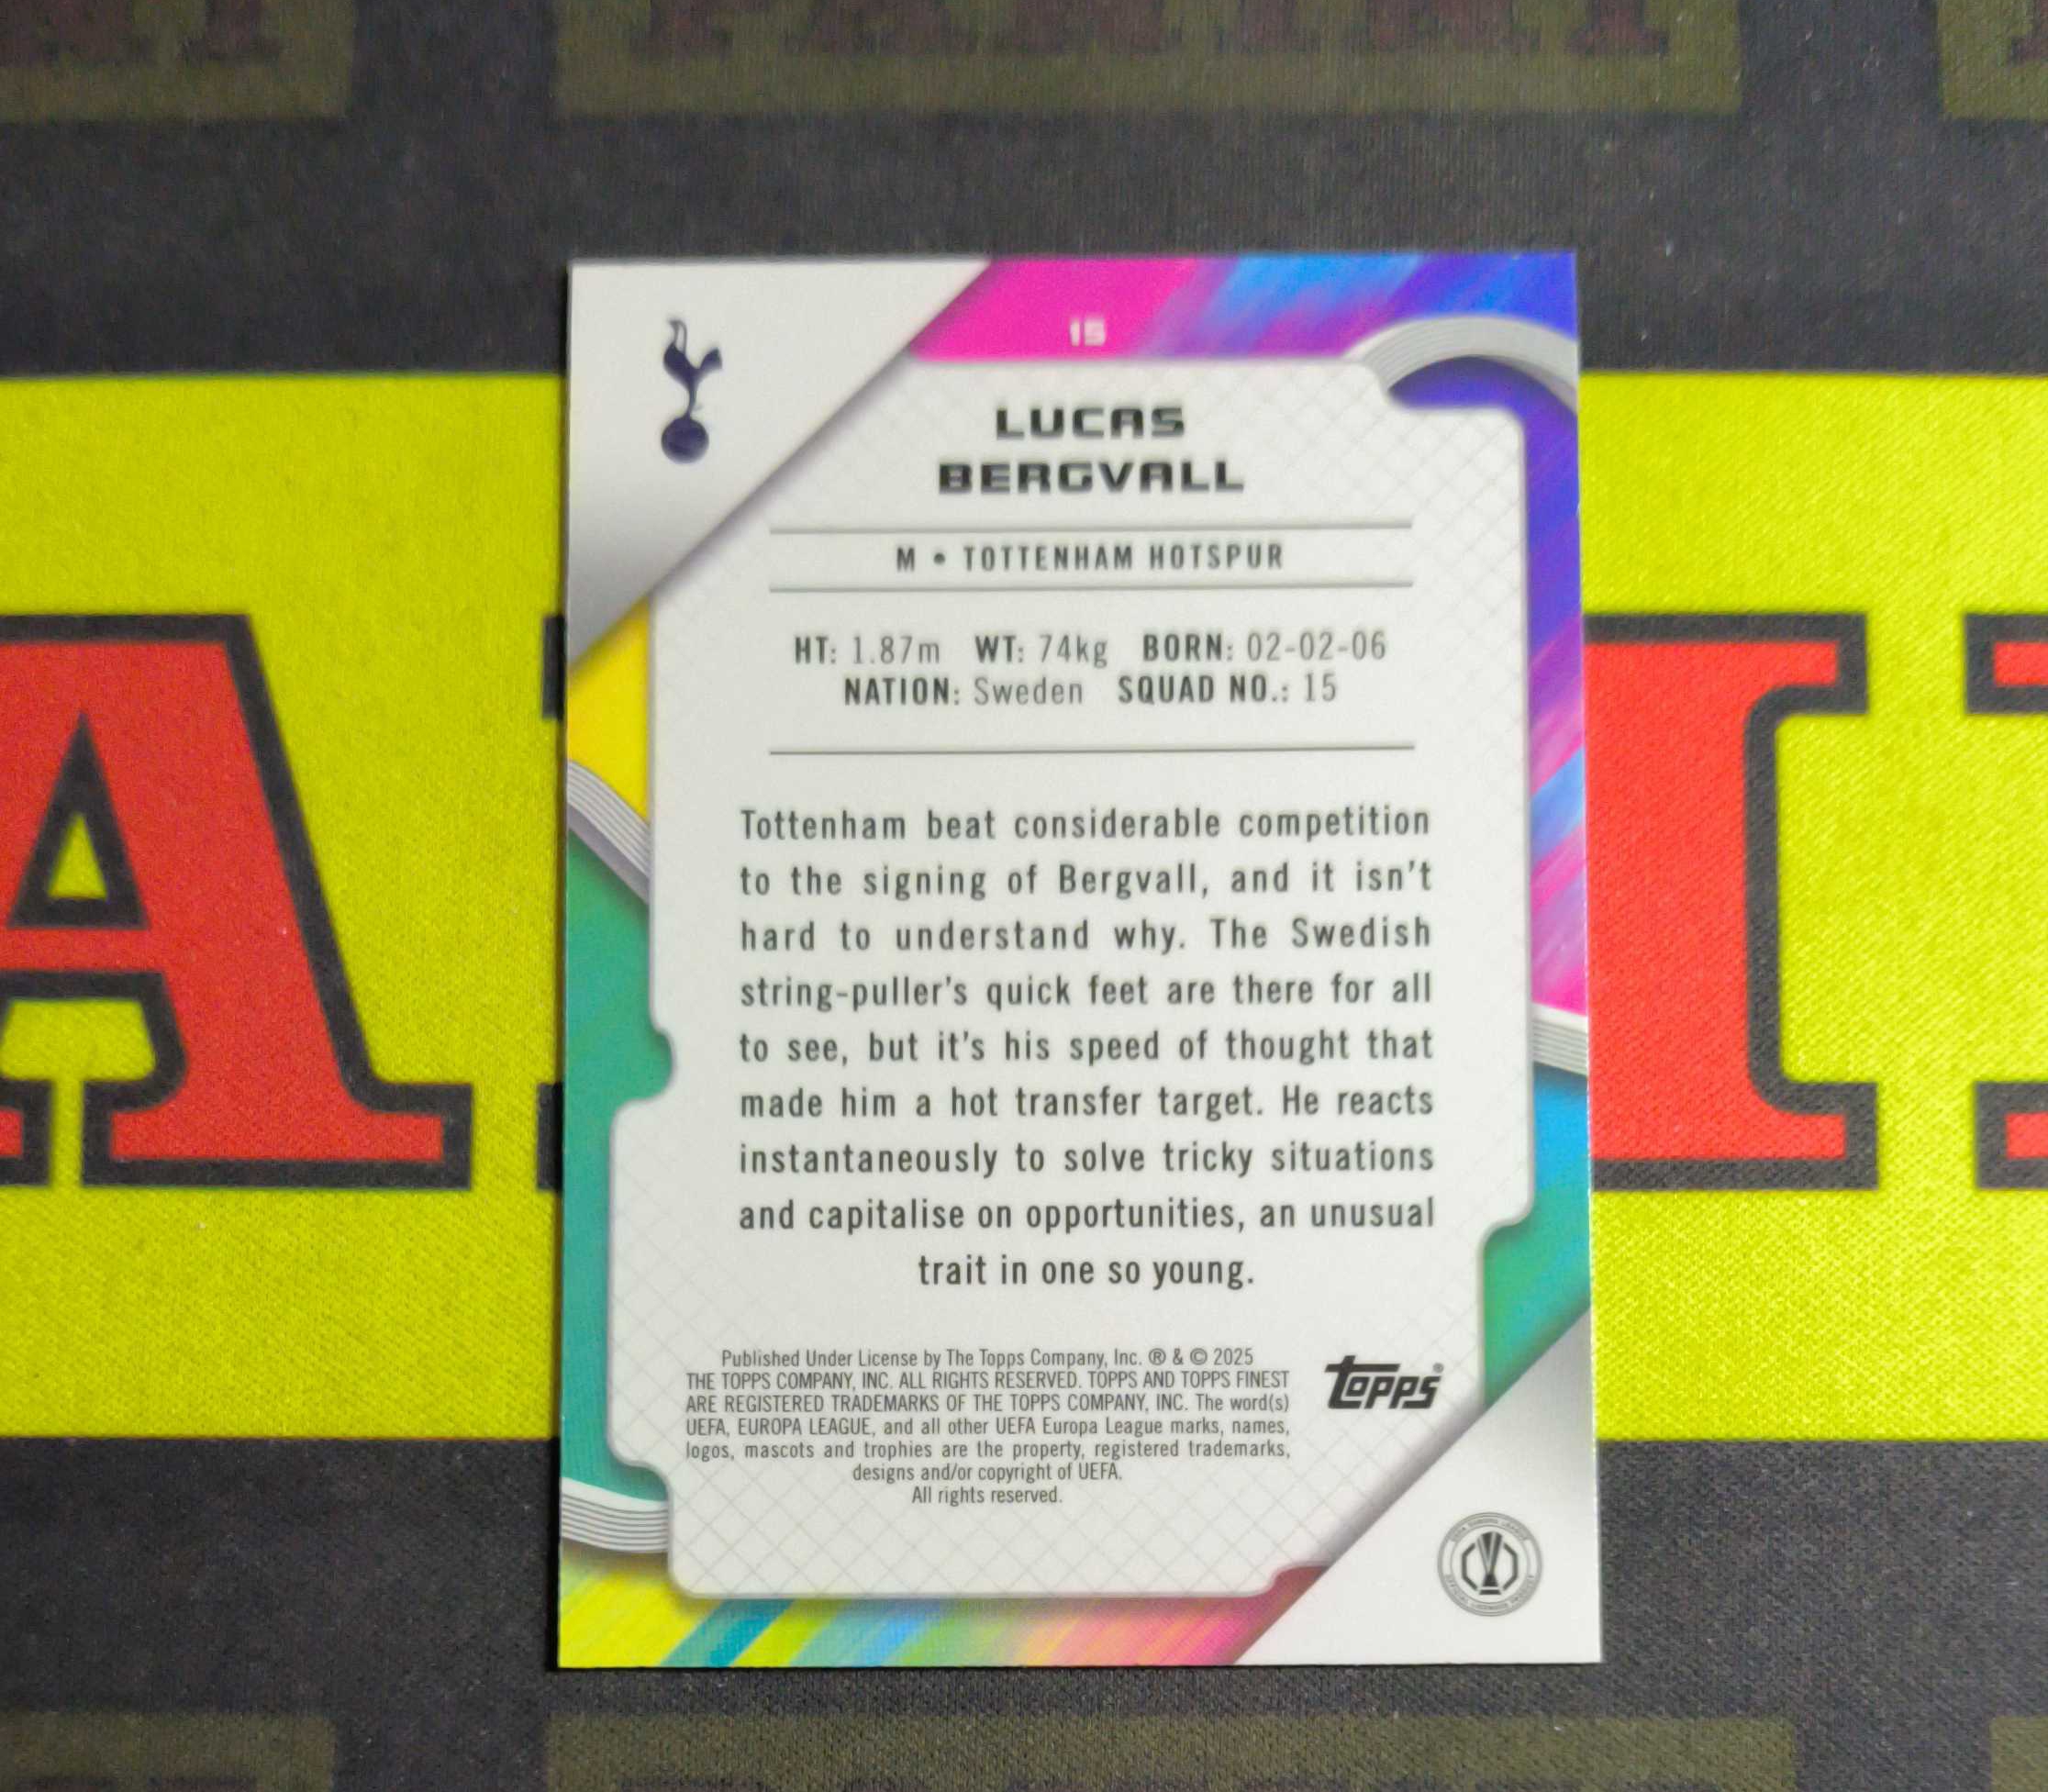 15
LUCAS
BERGVALL
M • TOTTENHAM HOTSPUR
HT: 1.87m WT: 74kg BORN: 02-02-06
NATION: Sweden SQUAD NO.: 15
Tottenham beat considerable competition
to the signing of Bergvall, and it isn't
hard to understand why. The Swedish
string-puller's quick feet are there for all
to see, but it's his speed of thought that
made him a hot transfer target. He reacts
instantaneously to solve tricky situations
and capitalise on opportunities, an unusual
trait in one so young.
Published Under License by The Topps Company, Inc. ® & © 2025
THE TOPPS COMPANY, INC. ALL RIGHTS RESERVED. TOPPS AND TOPPS FINEST
ARE REGISTERED TRADEMARKS OF THE TOPPS COMPANY, INC. The word(s)
UEFA, EUROPA LEAGUE, and all other UEFA Europa League marks, names,
logos, mascots and trophies are the property, registered trademarks,
designs and/or copyright of UEFA.
All rights reserved.
topps®